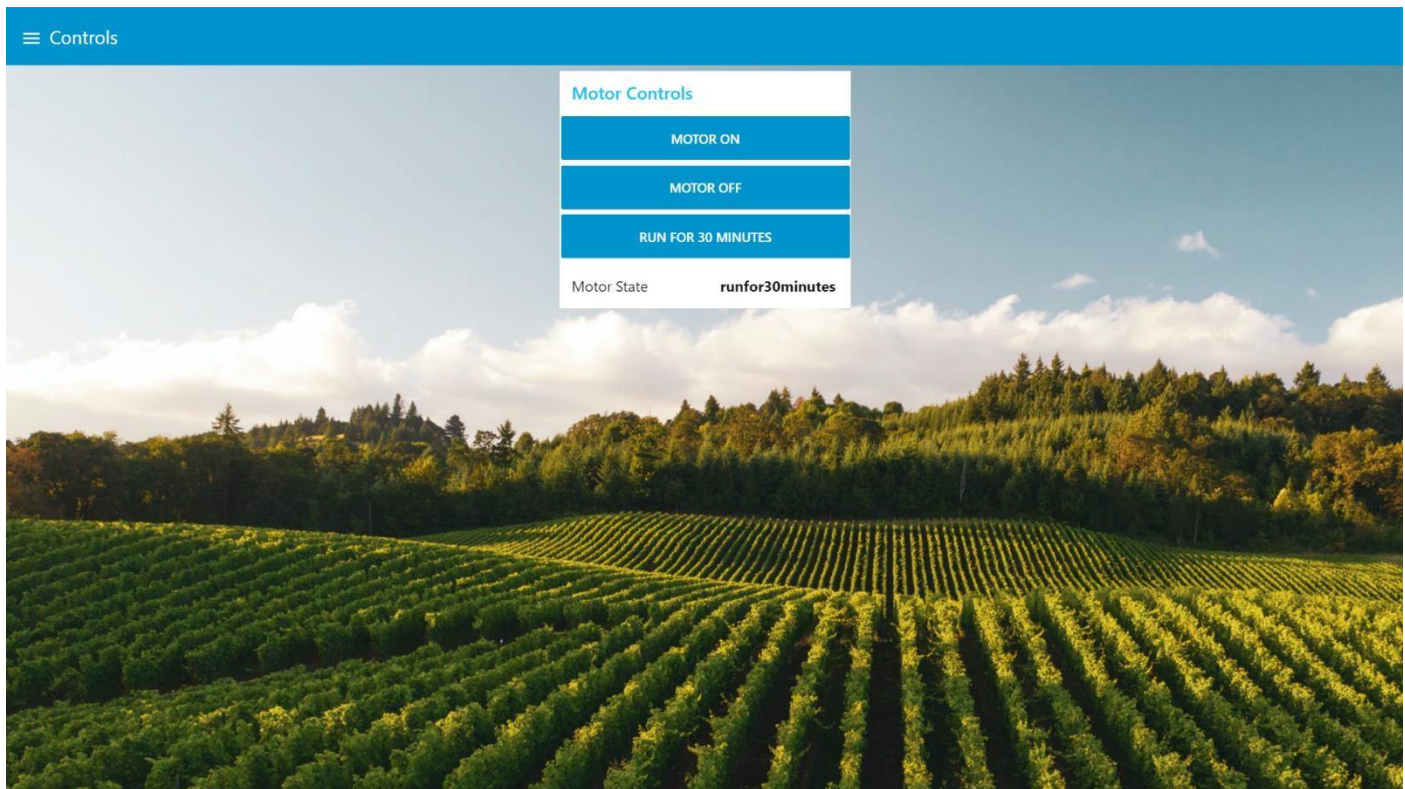 Controls
Motor Controls
MOTOR ON
MOTOR OFF
RUN FOR 30 MINUTES
Motor State runfor30minutes